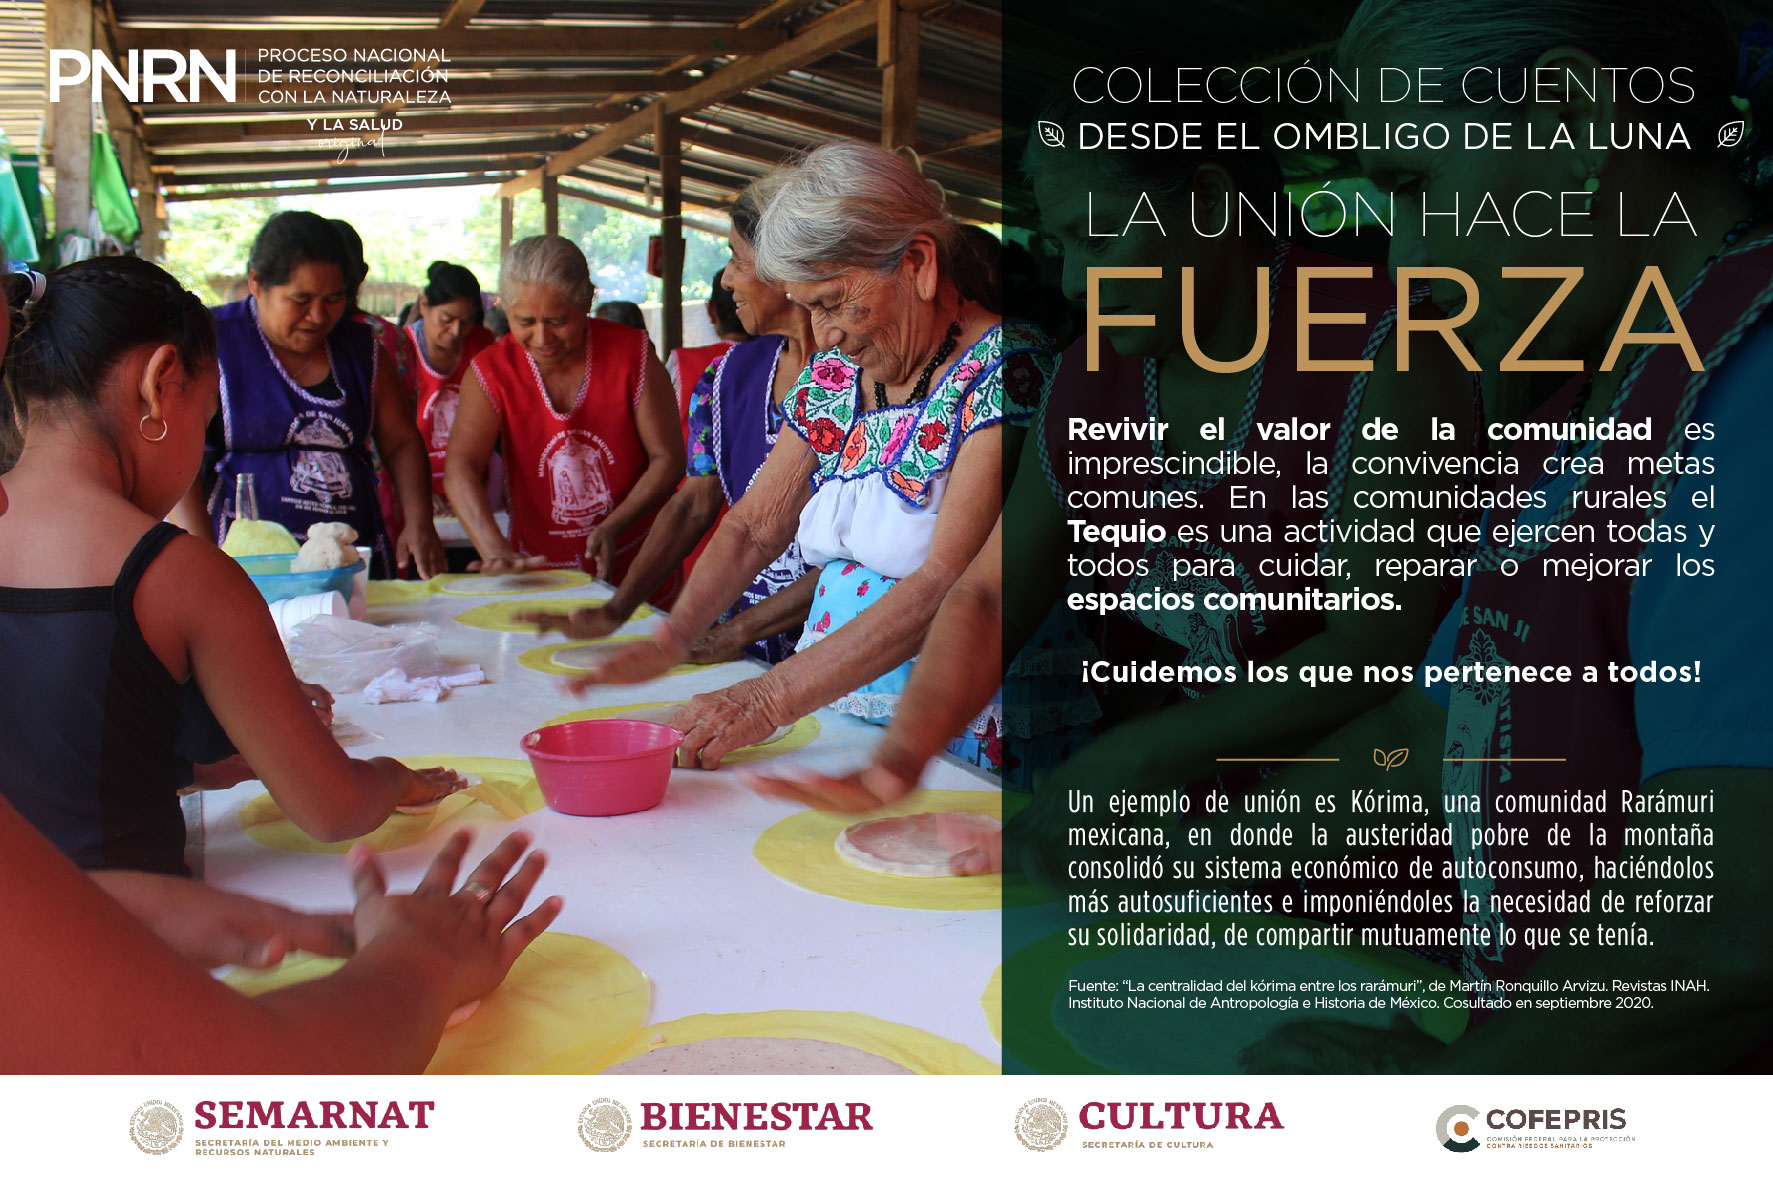 PNRN
PROCESO NACIONAL
DE RECONCILIACIÓN
CON LA NATURALEZA
Y LA SALUD
original
COLECCIÓN DE CUENTOS
DESDE EL OMBLIGO DE LA LUNA
LA UNIÓN HACE LA
FUERZA
Revivir el valor de la comunidad es
imprescindible, la convivencia crea metas
comunes. En las comunidades rurales el
Tequio es una actividad que ejercen todas y
todos para cuidar, reparar o mejorar los
espacios comunitarios.
¡Cuidemos los que nos pertenece a todos!
Un ejemplo de unión es Kórima, una comunidad Rarámuri
mexicana, en donde la austeridad pobre de la montaña
consolidó su sistema económico de autoconsumo, haciéndolos
más autosuficientes e imponiéndoles la necesidad de reforzar
su solidaridad, de compartir mutuamente lo que se tenía.
Fuente: “La centralidad del kórima entre los rarámuri”, de Martín Ronquillo Arvizu. Revistas INAH.
Instituto Nacional de Antropología e Historia de México. Cosultado en septiembre 2020.
SEMARNAT
SECRETARÍA DEL MEDIO AMBIENTE Y
RECURSOS NATURALES
BIENESTAR
SECRETARÍA DE BIENESTAR
CULTURA
SECRETARÍA DE CULTURA
COFEPRIS
COMISIÓN FEDERAL PARA LA PROTECCIÓN
CONTRA RIESGOS SANITARIOS